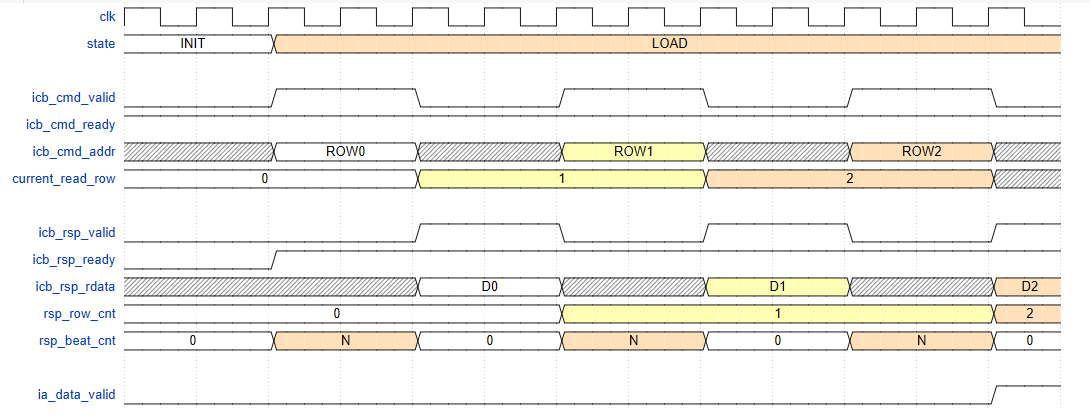 clk
state INIT LOAD
icb_cmd_valid
icb_cmd_ready
icb_cmd_addr ROW0 ROW1 ROW2
current_read_row 0 1 2
icb_rsp_valid
icb_rsp_ready
icb_rsp_rdata D0 D1 D2
rsp_row_cnt 0 1 2
rsp_beat_cnt 0 N 0 N 0 N 0
ia_data_valid